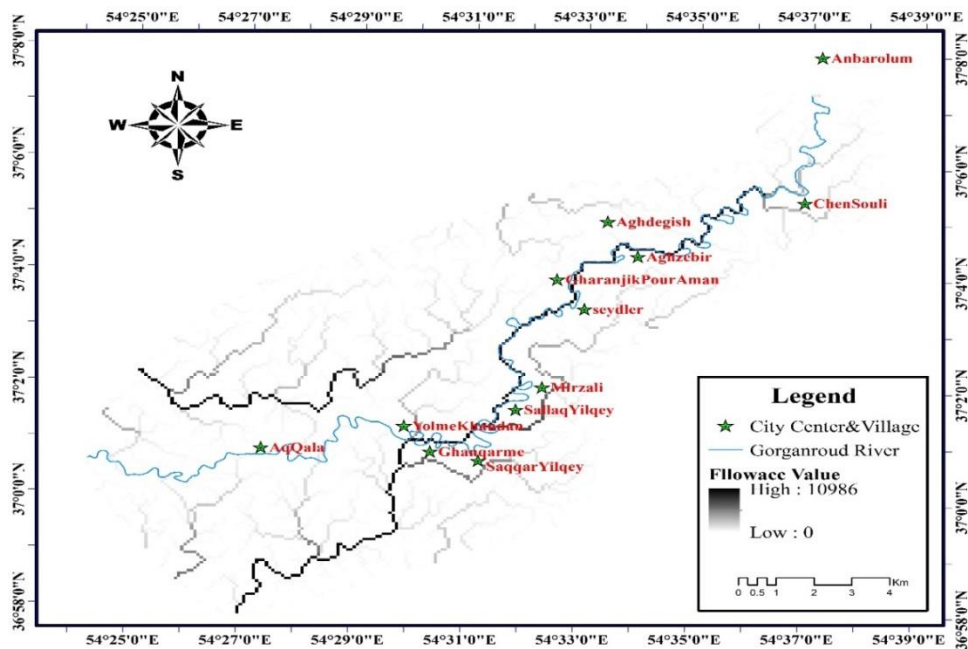 54°25'0"E 54°27'0"E 54°29'0"E 54°31'0"E 54°33'0"E 54°35'0"E 54°37'0"E 54°39'0"E
37°8'0"N
37°6'0"N
37°4'0"N
37°2'0"N
37°0'0"N
36°58'0"N
N
W E
S
Anbarolum
ChenSouli
Aghdegish
Aghzebir
GharanjikPourAman
seydler
Mirzali
SallaqYilqey
YolmeKhandan
AqQala
Ghanqarme
SaqqarYilqey
37°8'0"N
37°6'0"N
37°4'0"N
37°2'0"N
37°0'0"N
36°58'0"N
Legend
City Center&Village
Gorganroud River
Fllowacc Value
High : 10986
Low : 0
Km
0 0.5 1 2 3 4
54°25'0"E 54°27'0"E 54°29'0"E 54°31'0"E 54°33'0"E 54°35'0"E 54°37'0"E 54°39'0"E